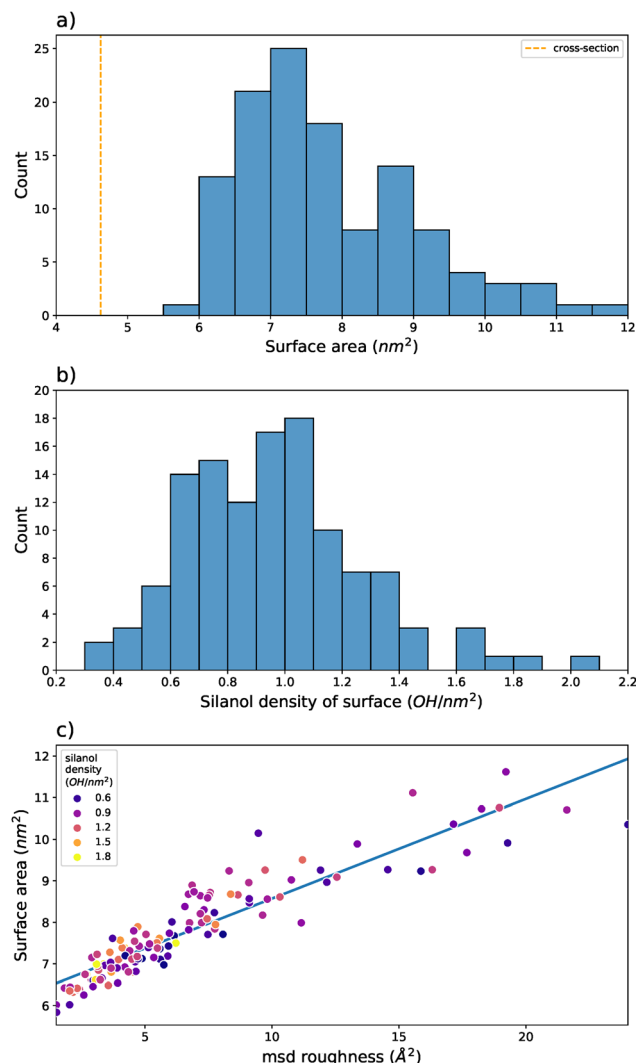 a)
cross-section
25
20
15
10
5
0
Count
4 5 6 7 8 9 10 11 12
Surface area (nm²)
b)
20
18
16
14
12
10
8
6
4
2
0
Count
0.2 0.4 0.6 0.8 1.0 1.2 1.4 1.6 1.8 2.0 2.2
Silanol density of surface (OH/nm²)
c)
silanol
density
(OH/nm²)
0.6
0.9
1.2
1.5
1.8
12
11
10
9
8
7
6
Surface area (nm²)
5 10 15 20
msd roughness (Å²)